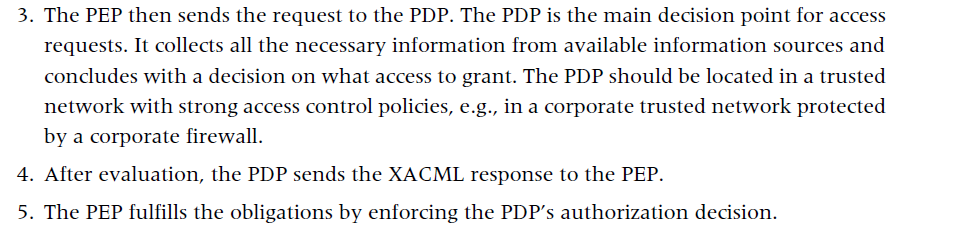 3. The PEP then sends the request to the PDP. The PDP is the main decision point for access
requests. It collects all the necessary information from available information sources and
concludes with a decision on what access to grant. The PDP should be located in a trusted
network with strong access control policies, e.g., in a corporate trusted network protected
by a corporate firewall.
4. After evaluation, the PDP sends the XACML response to the PEP.
5. The PEP fulfills the obligations by enforcing the PDP’s authorization decision.